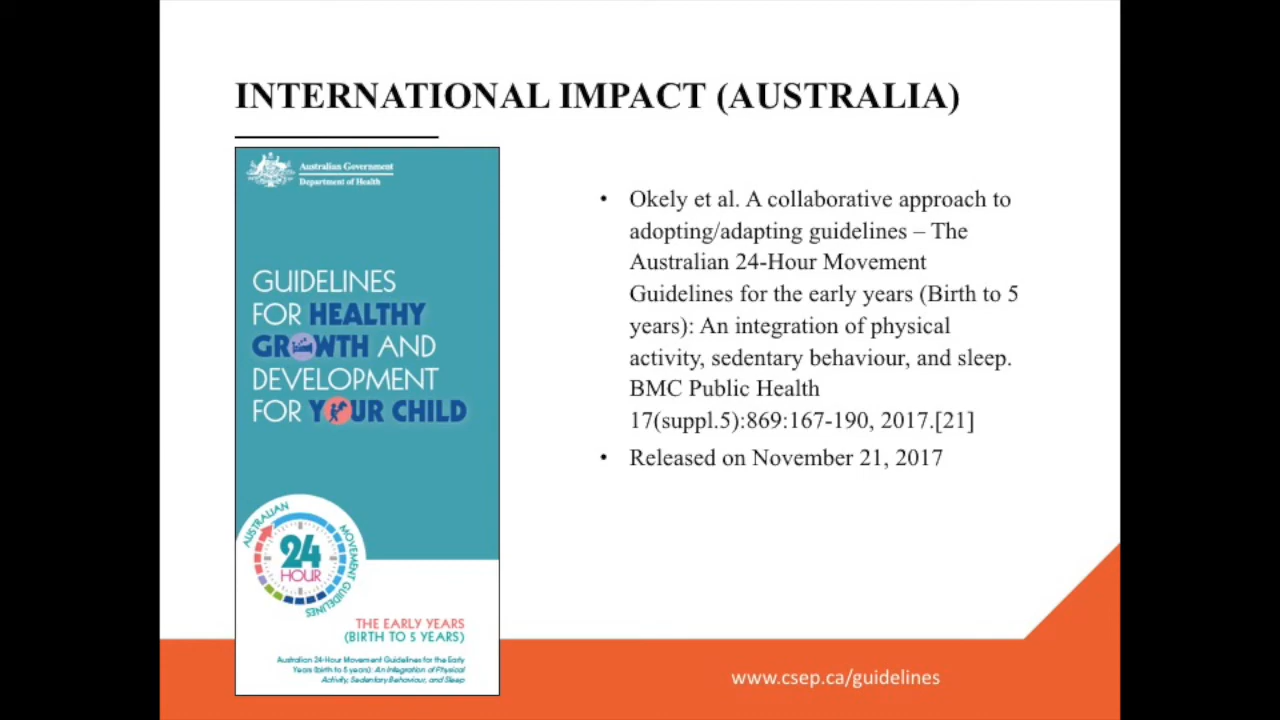 INTERNATIONAL IMPACT (AUSTRALIA)
Australian Government
Department of Health
GUIDELINES
FOR HEALTHY
GROWTH AND
DEVELOPMENT
FOR YOUR CHILD
AUSTRALIAN
24
HOUR
MOVEMENT GUIDELINES
THE EARLY YEARS
(BIRTH TO 5 YEARS)
Australian 24-Hour Movement Guidelines for the Early
Years (birth to 5 years): An Integration of Physical
Activity, Sedentary Behaviour, and Sleep
• Okely et al. A collaborative approach to
adopting/adapting guidelines – The
Australian 24-Hour Movement
Guidelines for the early years (Birth to 5
years): An integration of physical
activity, sedentary behaviour, and sleep.
BMC Public Health
17(suppl.5):869:167-190, 2017.[21]
• Released on November 21, 2017
www.csep.ca/guidelines